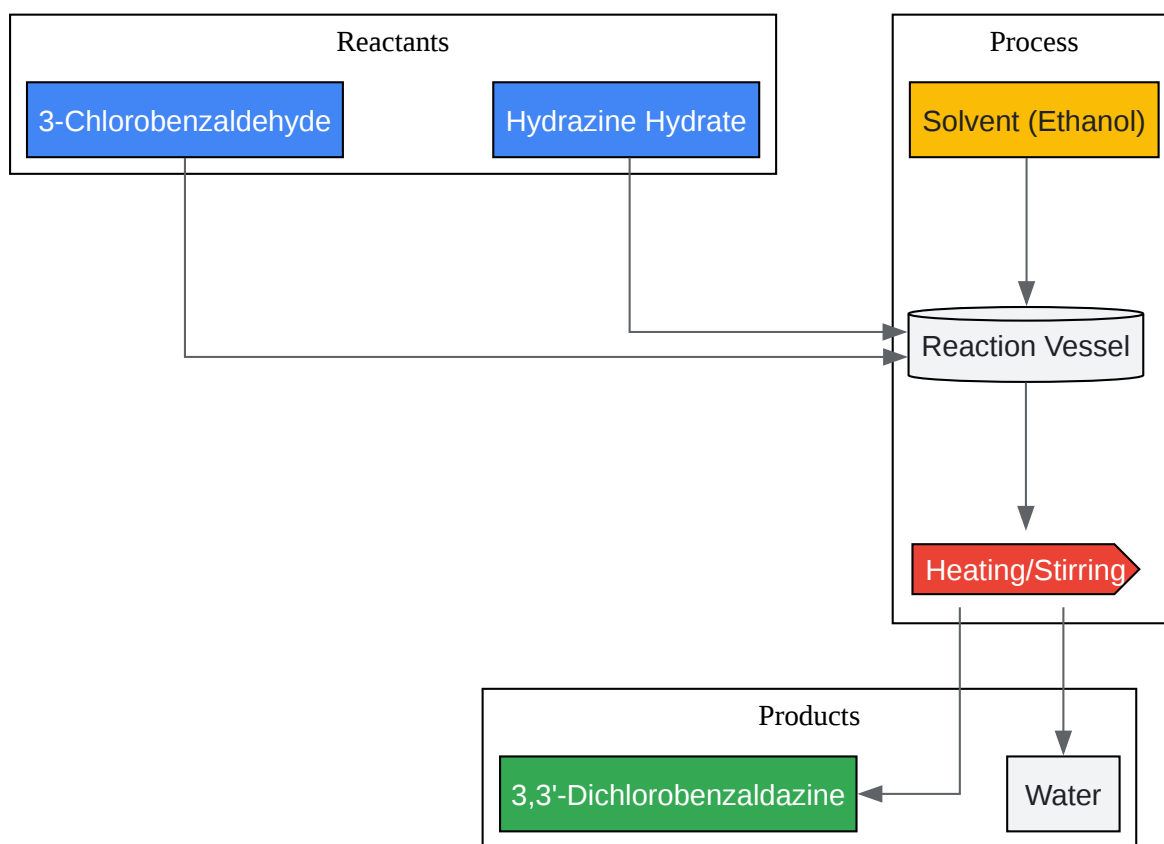 Reactants
Process
3-Chlorobenzaldehyde
Hydrazine Hydrate
Solvent (Ethanol)
Reaction Vessel
Heating/Stirring
Products
3,3'-Dichlorobenzaldazine
Water